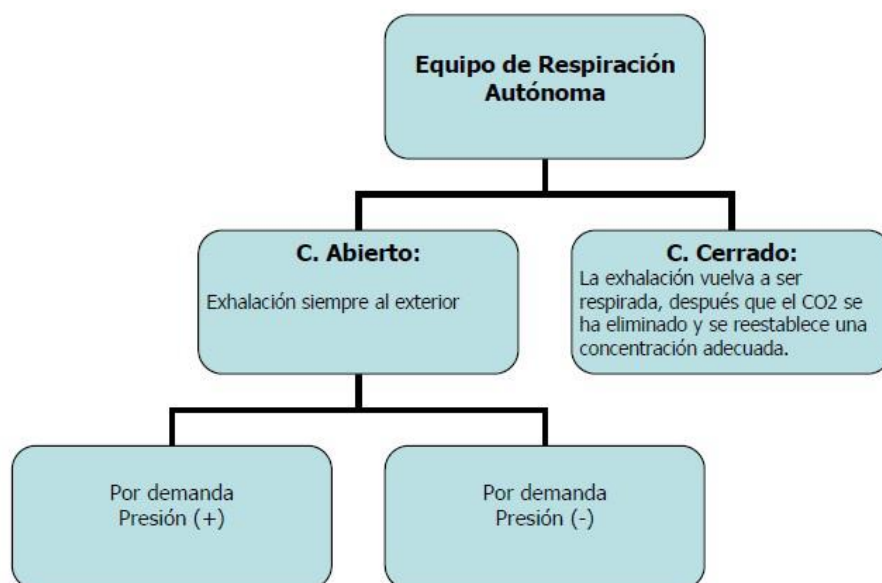 Equipo de Respiración
Autónoma
C. Abierto:
Exhalación siempre al exterior
C. Cerrado:
La exhalación vuelva a ser
respirada, después que el CO2 se
ha eliminado y se reestablece una
concentración adecuada.
Por demanda
Presión (+)
Por demanda
Presión (-)